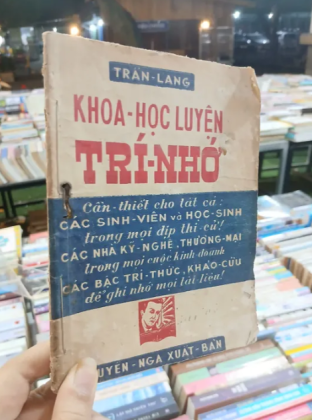 TRẦN-LANG
KHOA-HỌC LUYỆN
TRÍ-NHỚ
Cần-thiết cho tất cả:
CÁC SINH-VIÊN và HỌC-SINH
trong mọi dịp thi-cử!
CÁC NHÀ KỸ-NGHỆ, THƯƠNG-MẠI
trong mọi cuộc kinh doanh
CÁC BẬC TRÍ-THỨC, KHẢO-CỨU
để ghi nhớ mọi tài liệu!
UYÊN-NGA XUẤT-BẢN